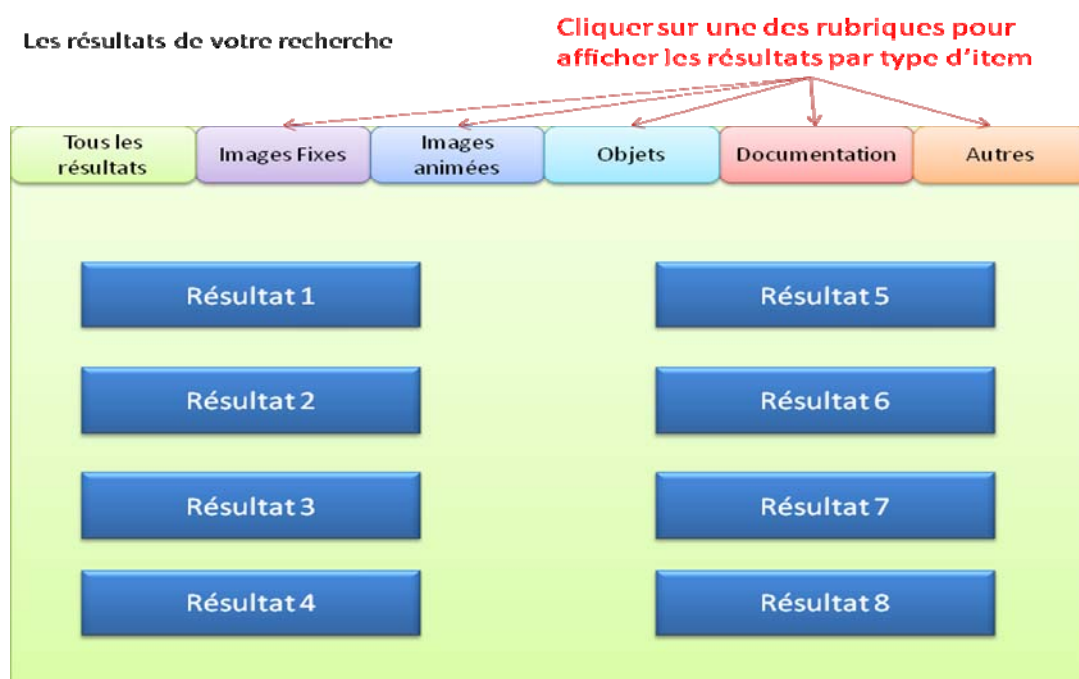 Les résultats de votre recherche
Cliquer sur une des rubriques pour
afficher les résultats par type d'item
Tous les
résultats
Images Fixes
Images
animées
Objets
Documentation
Autres
Résultat 1
Résultat 2
Résultat 3
Résultat 4
Résultat 5
Résultat 6
Résultat 7
Résultat 8